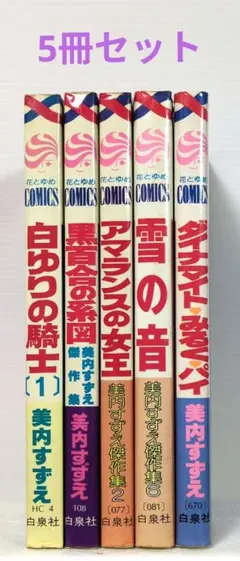 5冊セット
花とゆめ
COMICS
白ゆりの騎士
〔1〕
美内すずえ
HC 4
白泉社
花とゆめ
COMICS
黒百合の系図
美内すずえ
傑作集
108
白泉社
花とゆめ
COMICS
アマランスの女王
美内すずえ傑作集2
〔077〕
白泉社
花とゆめ
COMICS
雪の音
美内すずえ傑作集6
〔081〕
白泉社
花とゆめ
COMICS
ダイナマイト・みるく・パイ
美内すずえ
〔670〕
白泉社